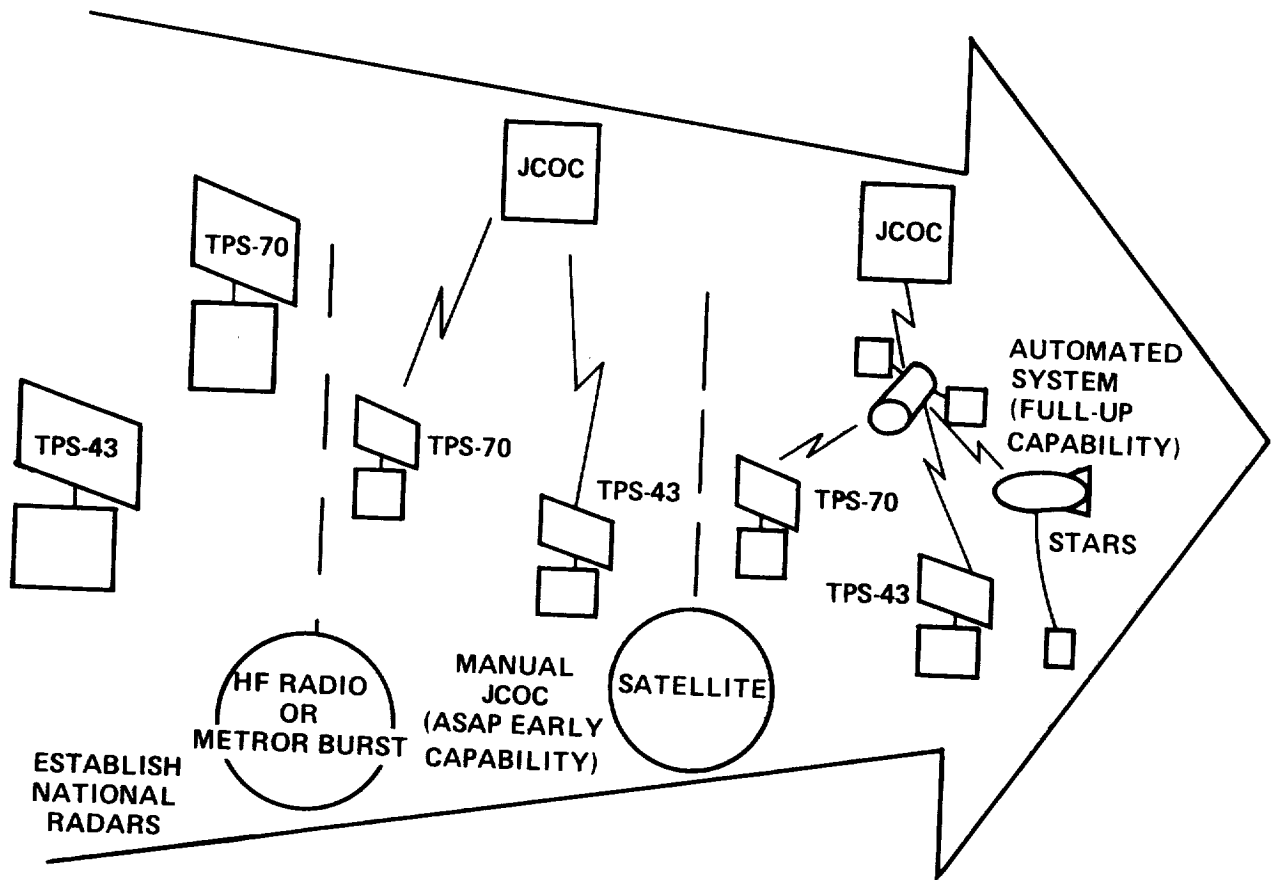 JCOC
TPS-70
TPS-43
TPS-70
TPS-43
JCOC
AUTOMATED
SYSTEM
(FULL-UP
CAPABILITY)
TPS-70
STARS
TPS-43
HF RADIO
OR
METROR BURST
MANUAL
JCOC
(ASAP EARLY
CAPABILITY)
SATELLITE
ESTABLISH
NATIONAL
RADARS